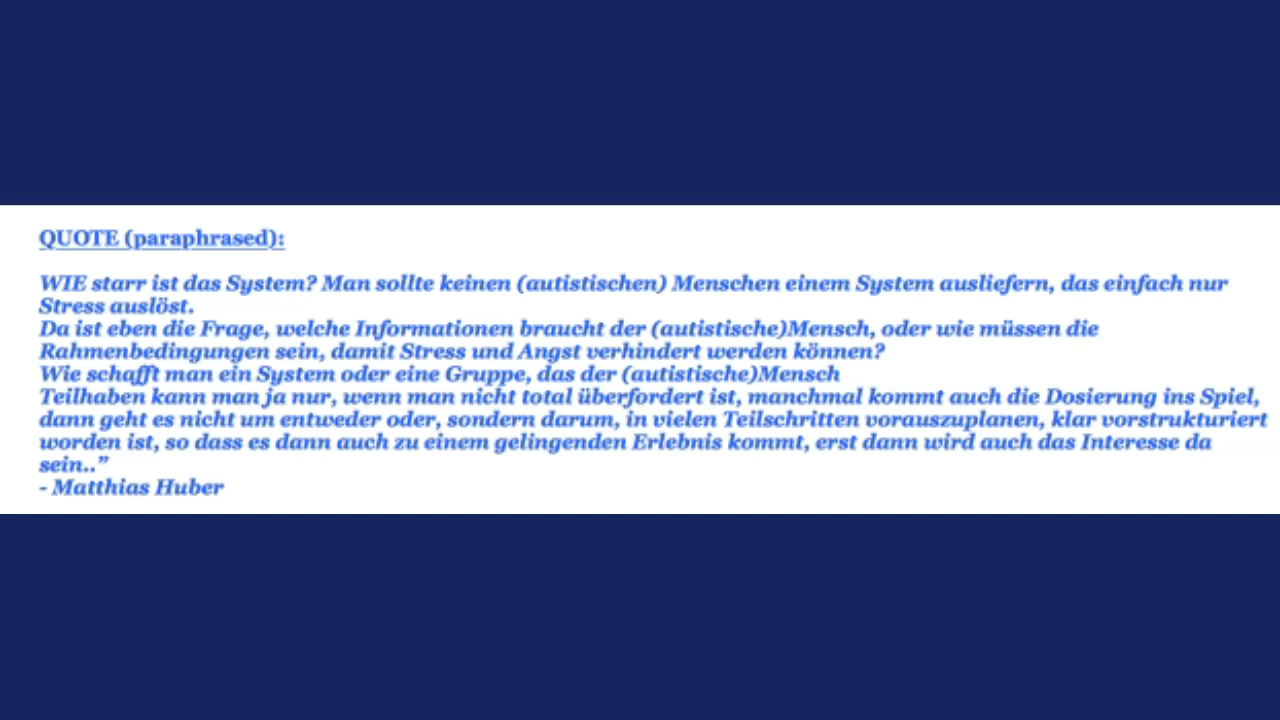 QUOTE (paraphrased):
WIE starr ist das System? Man sollte keinen (autistischen) Menschen einem System ausliefern, das einfach nur
Stress auslöst.
Da ist eben die Frage, welche Informationen braucht der (autistische)Mensch, oder wie müssen die
Rahmenbedingungen sein, damit Stress und Angst verhindert werden können?
Wie schafft man ein System oder eine Gruppe, das der (autistische)Mensch
Teilhaben kann man ja nur, wenn man nicht total überfordert ist, manchmal kommt auch die Dosierung ins Spiel,
dann geht es nicht um entweder oder, sondern darum, in vielen Teilschritten vorauszuplanen, klar vorstrukturiert
worden ist, so dass es dann auch zu einem gelingenden Erlebnis kommt, erst dann wird auch das Interesse da
sein..”
- Matthias Huber